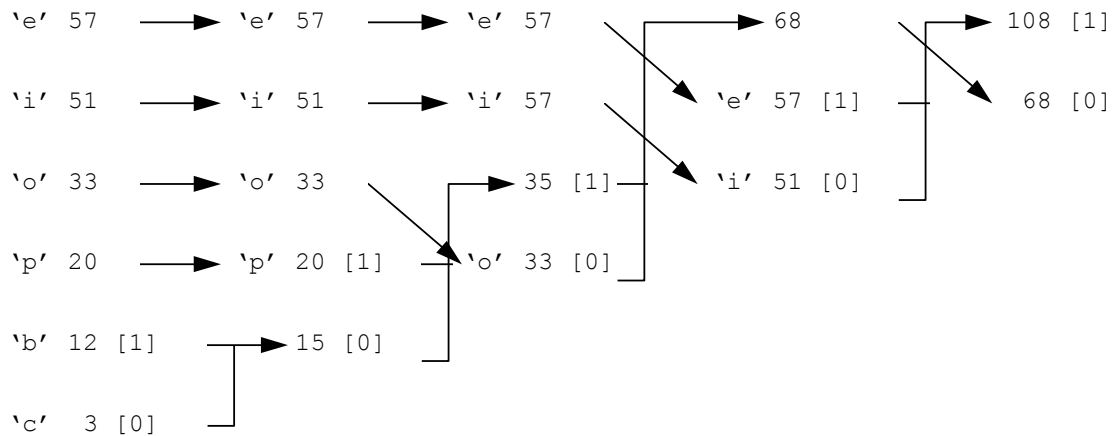 ‘e’ 57 ‘e’ 57 ‘e’ 57 68 108 [1]
‘i’ 51 ‘i’ 51 ‘i’ 57 ‘e’ 57 [1] 68 [0]
‘o’ 33 ‘o’ 33 35 [1] ‘i’ 51 [0]
‘p’ 20 ‘p’ 20 [1] ‘o’ 33 [0]
‘b’ 12 [1] 15 [0]
‘c’ 3 [0]